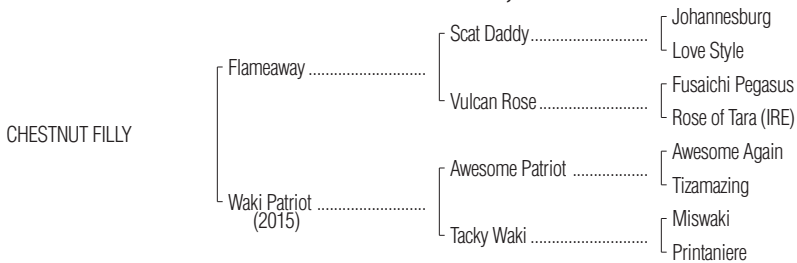 Johannesburg
Scat Daddy
Love Style
Flameaway
Fusaichi Pegasus
Vulcan Rose
Rose of Tara (IRE)
CHESTNUT FILLY
Awesome Again
Awesome Patriot
Tizamazing
Waki Patriot
(2015)
Miswaki
Tacky Waki
Printaniere